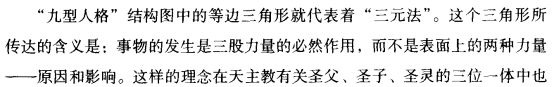 “九型人格”结构图中的等边三角形就代表着“三元法”。这个三角形所
传达的含义是：事物的发生是三股力量的必然作用，而不是表面上的两种力量
——原因和影响。这样的理念在天主教有关圣父、圣子、圣灵的三位一体中也